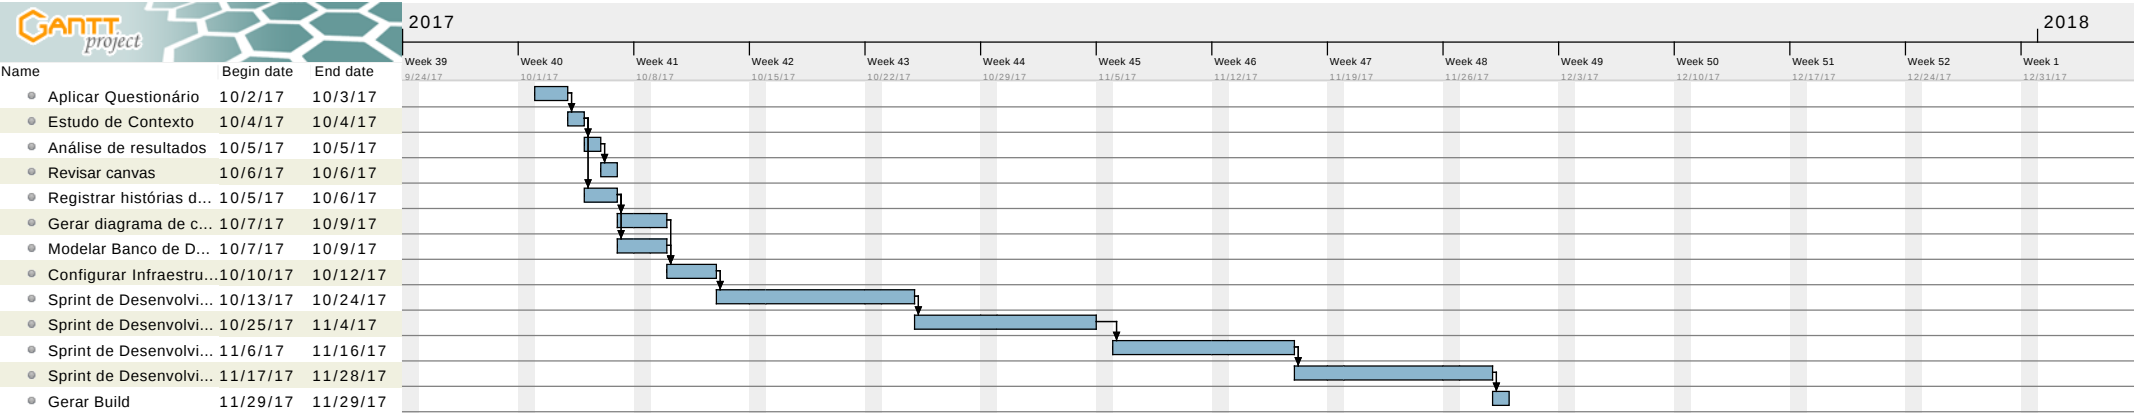 GANTT project
2017 2018
Week 39 Week 40 Week 41 Week 42 Week 43 Week 44 Week 45 Week 46 Week 47 Week 48 Week 49 Week 50 Week 51 Week 52 Week 1
Name Begin date End date
9/24/17 10/1/17 10/8/17 10/15/17 10/22/17 10/29/17 11/5/17 11/12/17 11/19/17 11/26/17 12/3/17 12/10/17 12/17/17 12/24/17 12/31/17
Aplicar Questionário 10/2/17 10/3/17
Estudo de Contexto 10/4/17 10/4/17
Análise de resultados 10/5/17 10/5/17
Revisar canvas 10/6/17 10/6/17
Registrar histórias d... 10/5/17 10/6/17
Gerar diagrama de c... 10/7/17 10/9/17
Modelar Banco de D... 10/7/17 10/9/17
Configurar Infraestru... 10/10/17 10/12/17
Sprint de Desenvolvi... 10/13/17 10/24/17
Sprint de Desenvolvi... 10/25/17 11/4/17
Sprint de Desenvolvi... 11/6/17 11/16/17
Sprint de Desenvolvi... 11/17/17 11/28/17
Gerar Build 11/29/17 11/29/17